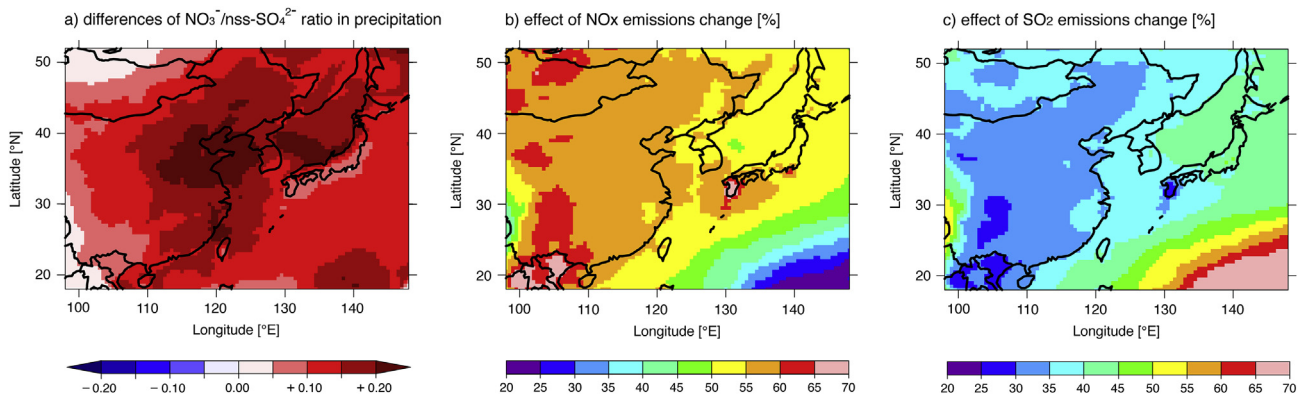 a) differences of NO₃⁻/nss-SO₄²⁻ ratio in precipitation
b) effect of NOx emissions change [%]
c) effect of SO₂ emissions change [%]
50
40
30
20
Latitude [°N]
100 110 120 130 140
Longitude [°E]
−0.20 −0.10 0.00 +0.10 +0.20
50
40
30
20
Latitude [°N]
100 110 120 130 140
Longitude [°E]
20 25 30 35 40 45 50 55 60 65 70
50
40
30
20
Latitude [°N]
100 110 120 130 140
Longitude [°E]
20 25 30 35 40 45 50 55 60 65 70